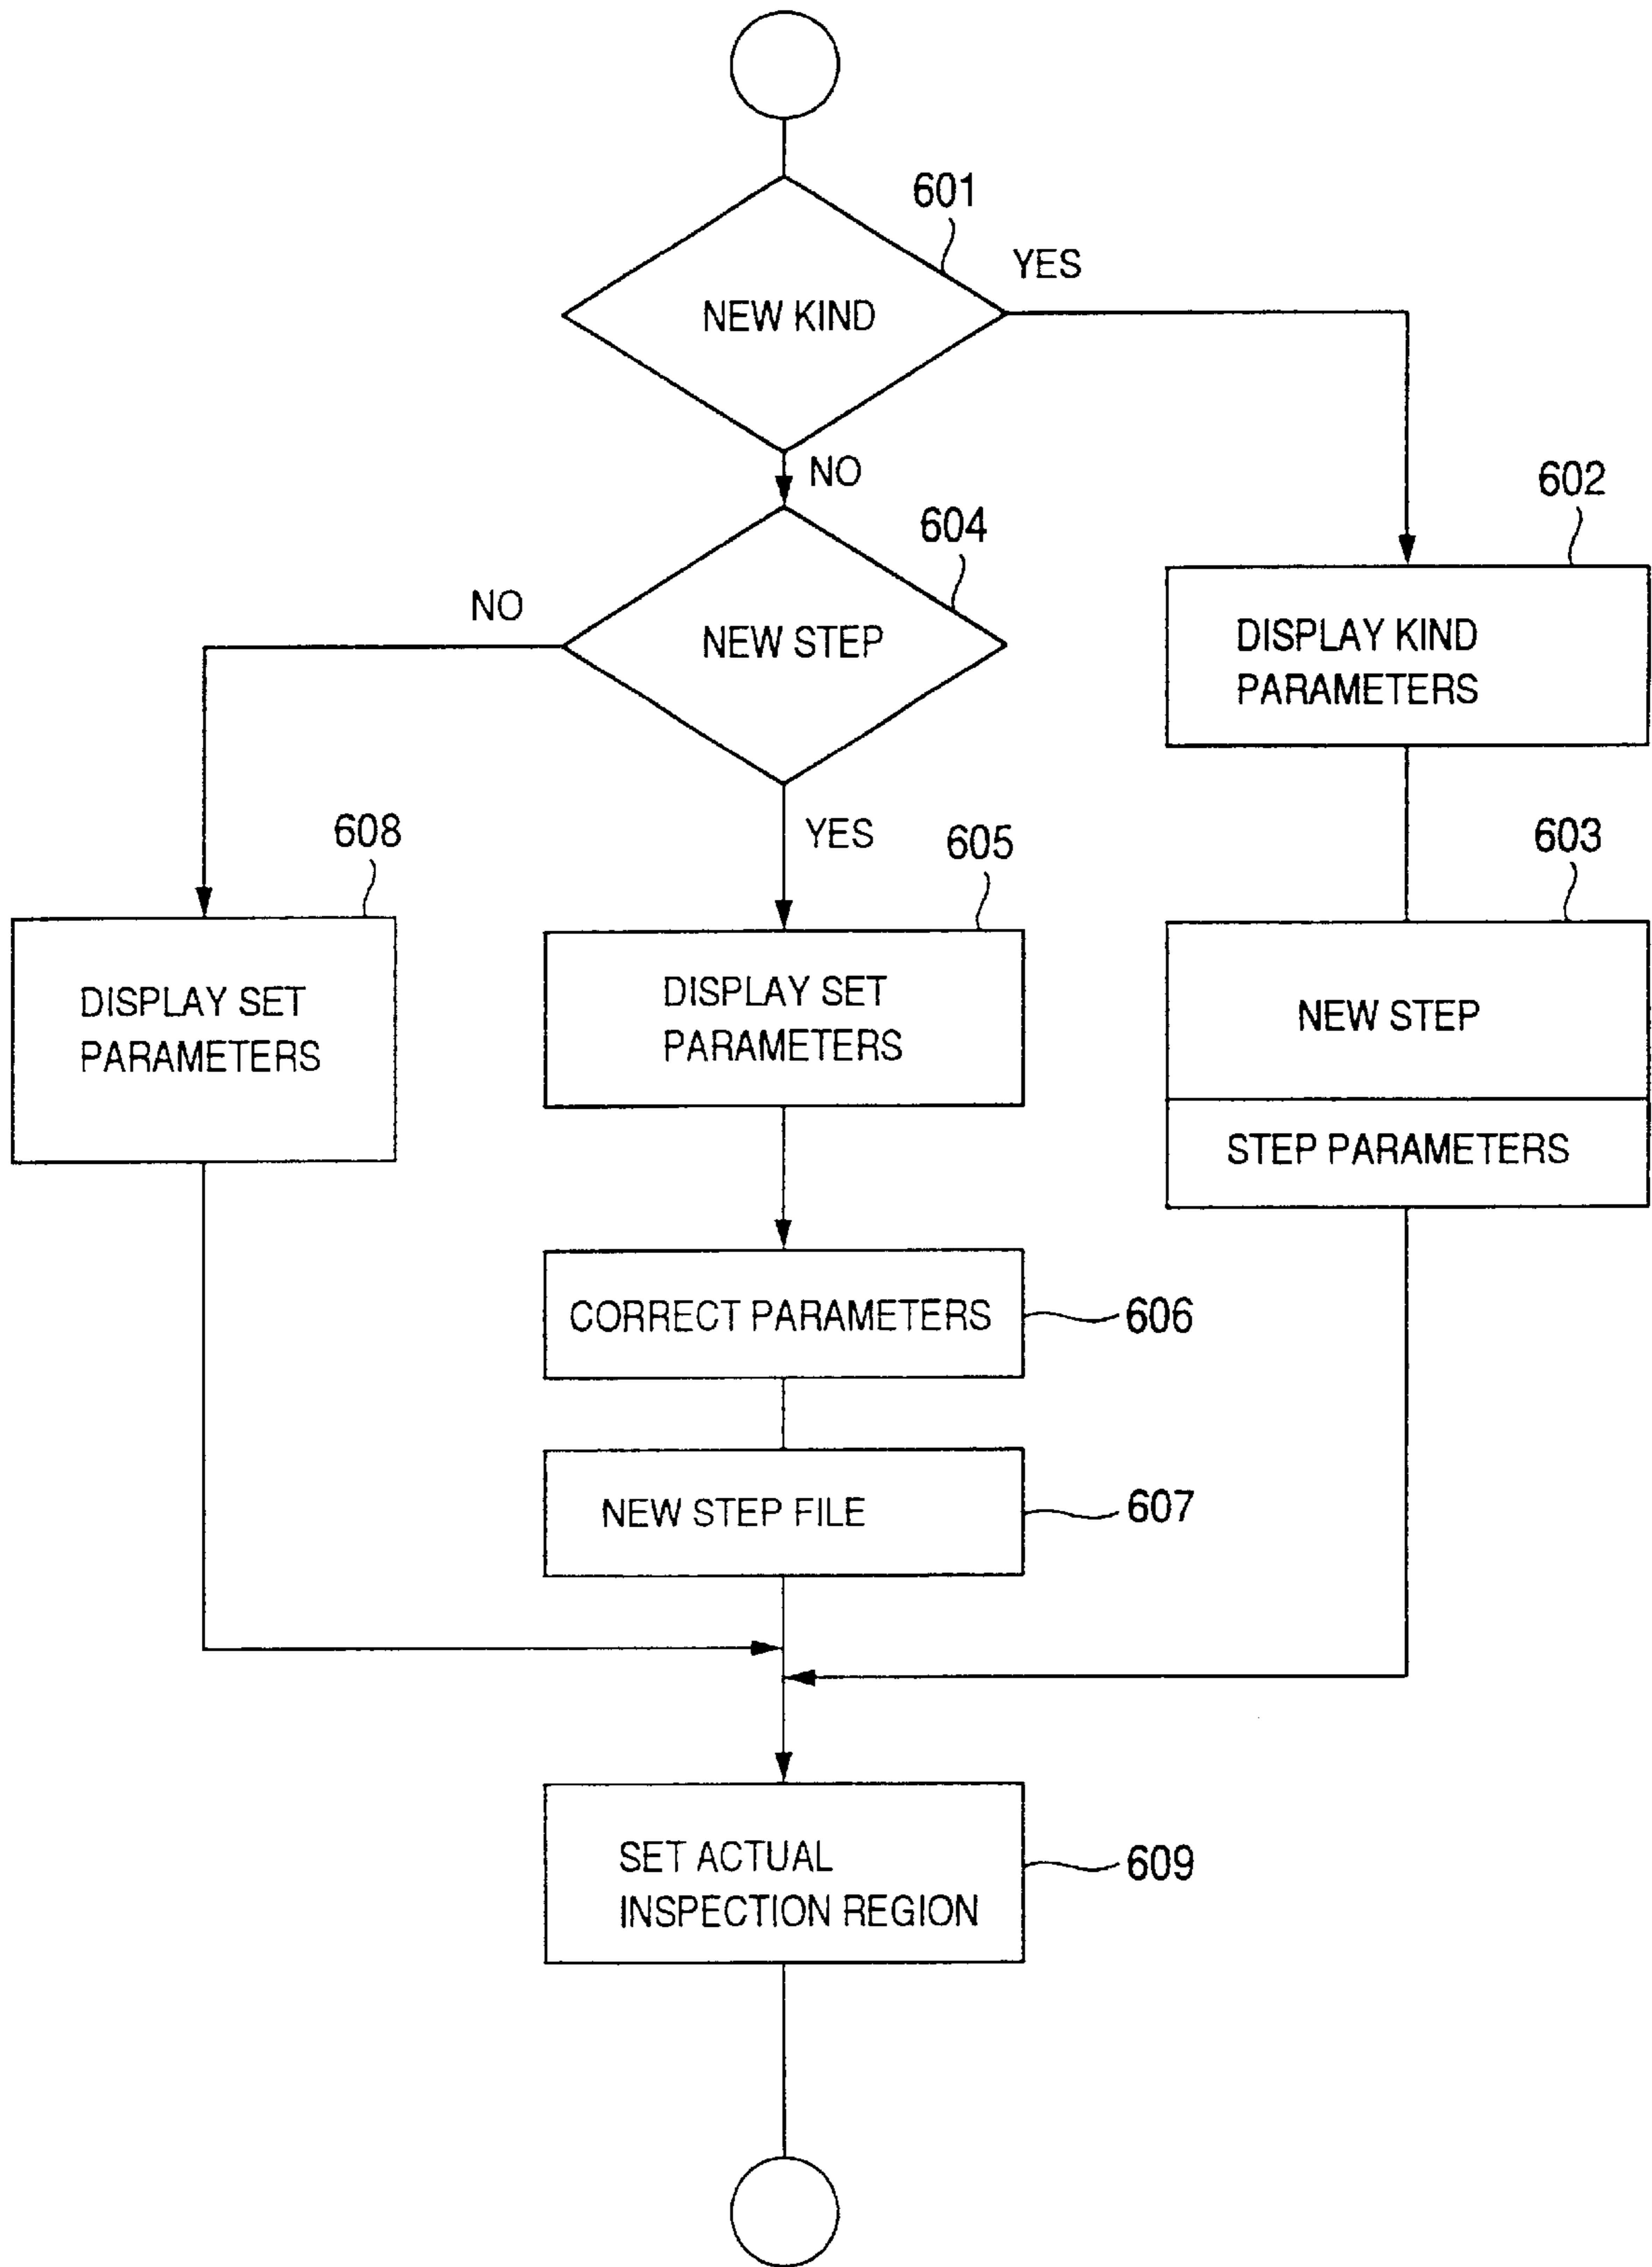 601
YES
NEW KIND
NO
602
604
NO
NEW STEP
DISPLAY KIND
PARAMETERS
608
YES
605
603
DISPLAY SET
PARAMETERS
DISPLAY SET
PARAMETERS
NEW STEP
STEP PARAMETERS
CORRECT PARAMETERS
606
NEW STEP FILE
607
SET ACTUAL
INSPECTION REGION
609